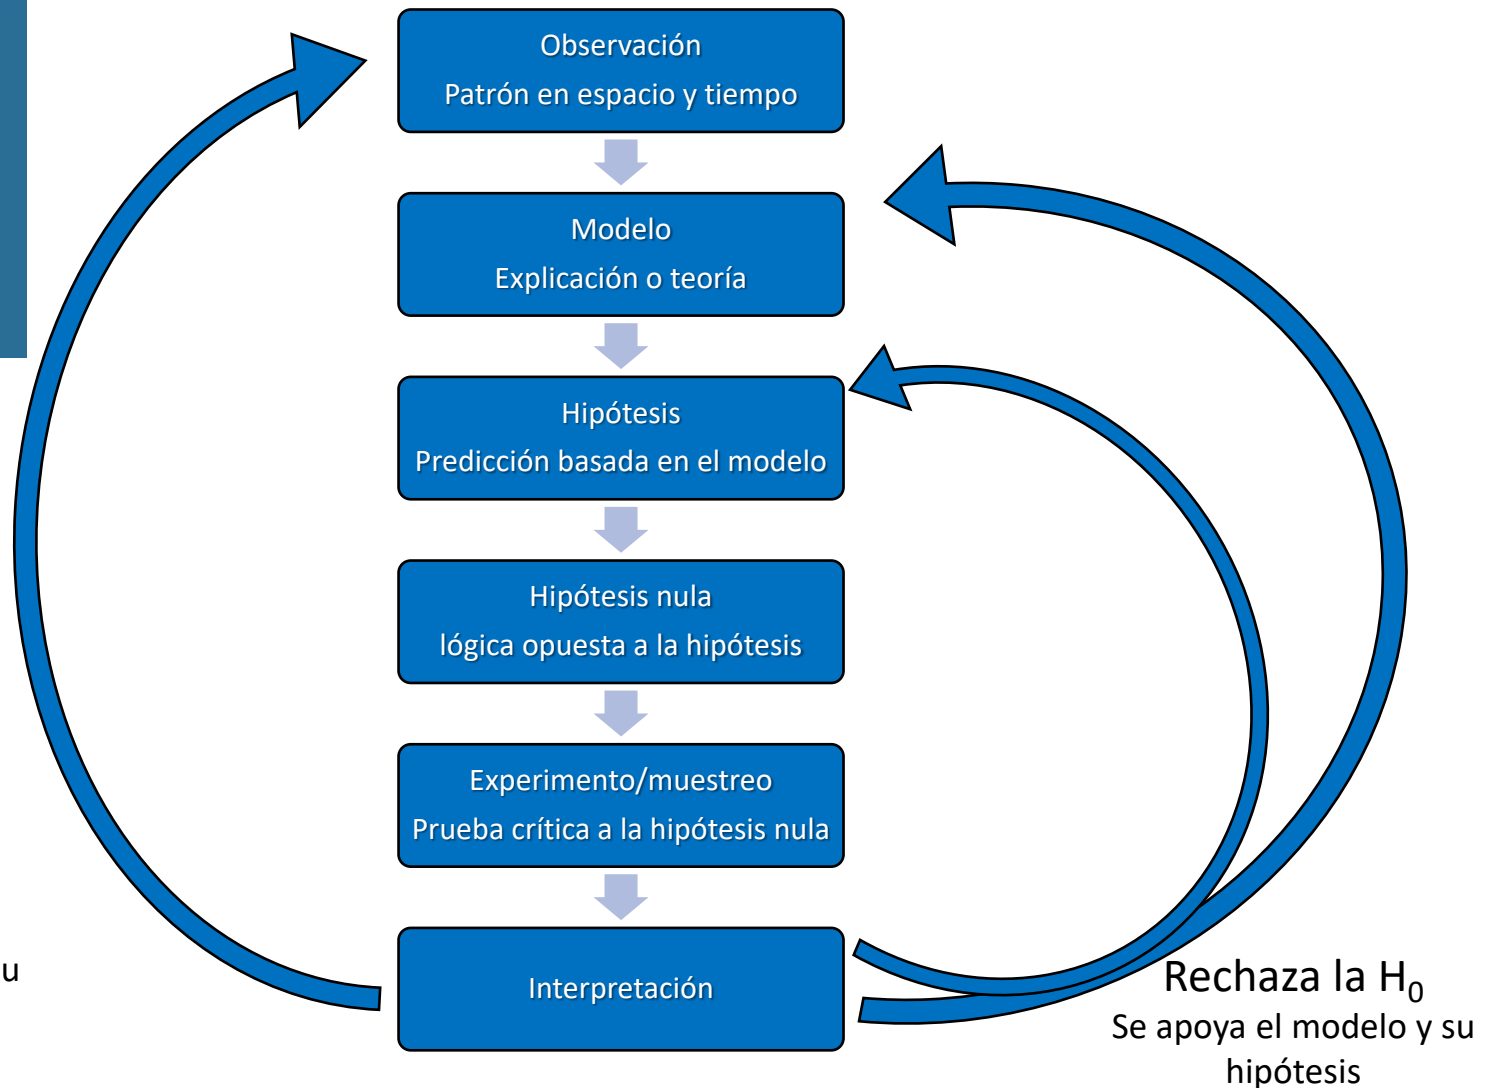 Observación
Patrón en espacio y tiempo
Modelo
Explicación o teoría
Hipótesis
Predicción basada en el modelo
Hipótesis nula
lógica opuesta a la hipótesis
Experimento/muestreo
Prueba crítica a la hipótesis nula
Interpretación
u
Rechaza la H₀
Se apoya el modelo y su
hipótesis